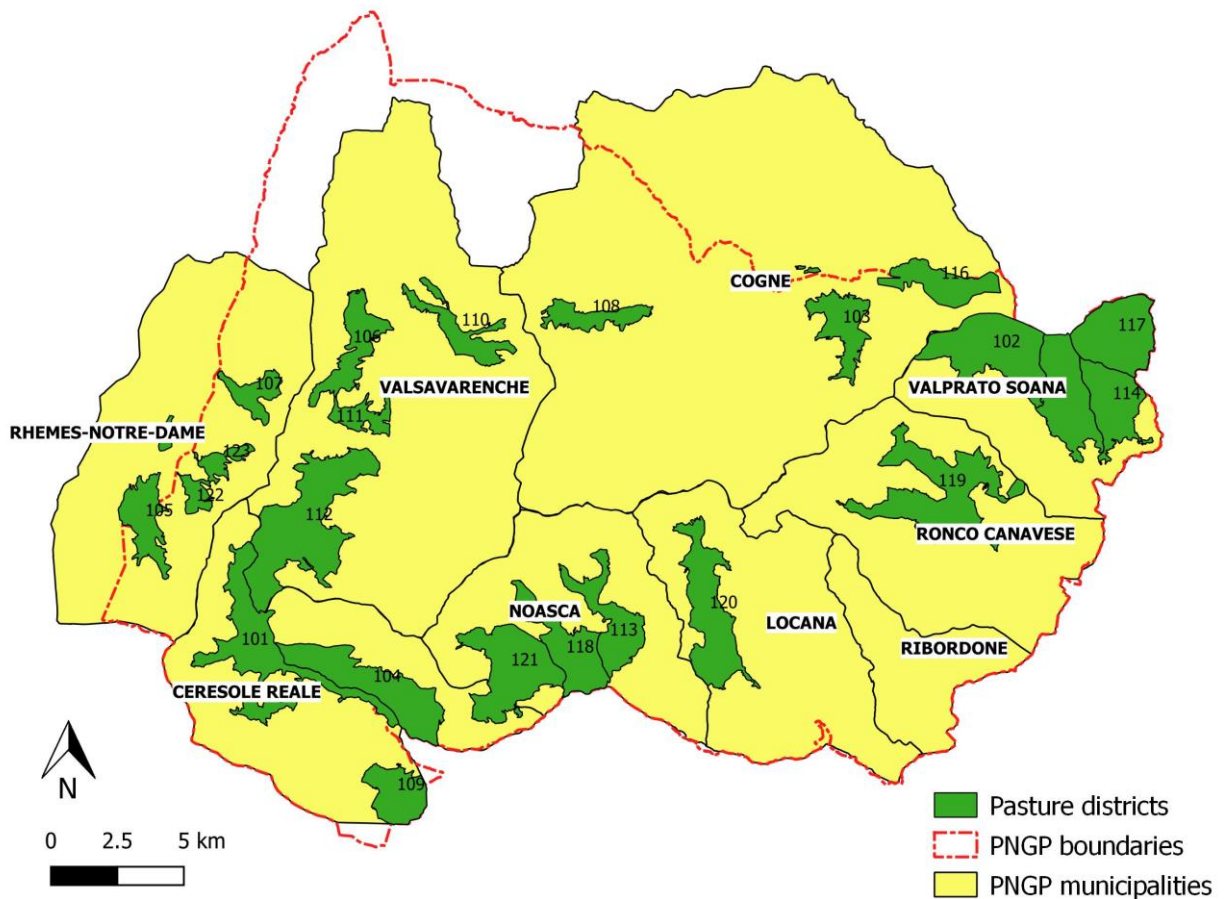 116
COGNE
117
108
103
110
106
102
107
VALSAVARENCHE
VALPRATO SOANA
114
111
RHEMES-NOTRE-DAME
123
119
122
105
112
RONCO CANAVESE
120
NOASCA
LOCANA
113
101
118
RIBORDONE
121
104
CERESOLE REALE
109
N
0 2.5 5 km
Pasture districts
PNGP boundaries
PNGP municipalities